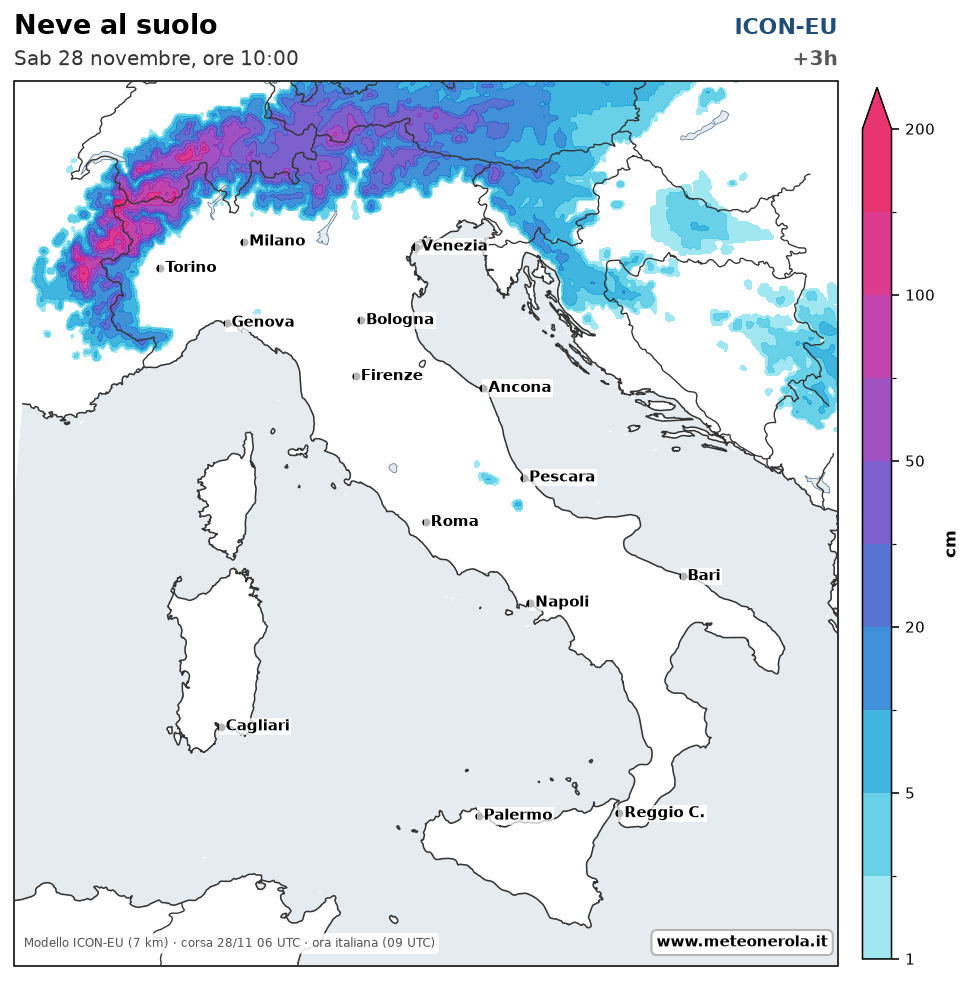 Neve al suolo
ICON-EU
Sab 28 novembre, ore 10:00
+3h
200
100
50
20
5
1
cm
Milano
Venezia
Torino
Genova
Bologna
Firenze
Ancona
Pescara
Roma
Bari
Napoli
Cagliari
Palermo
Reggio C.
Modello ICON-EU (7 km) · corsa 28/11 06 UTC · ora italiana (09 UTC)
www.meteonerola.it